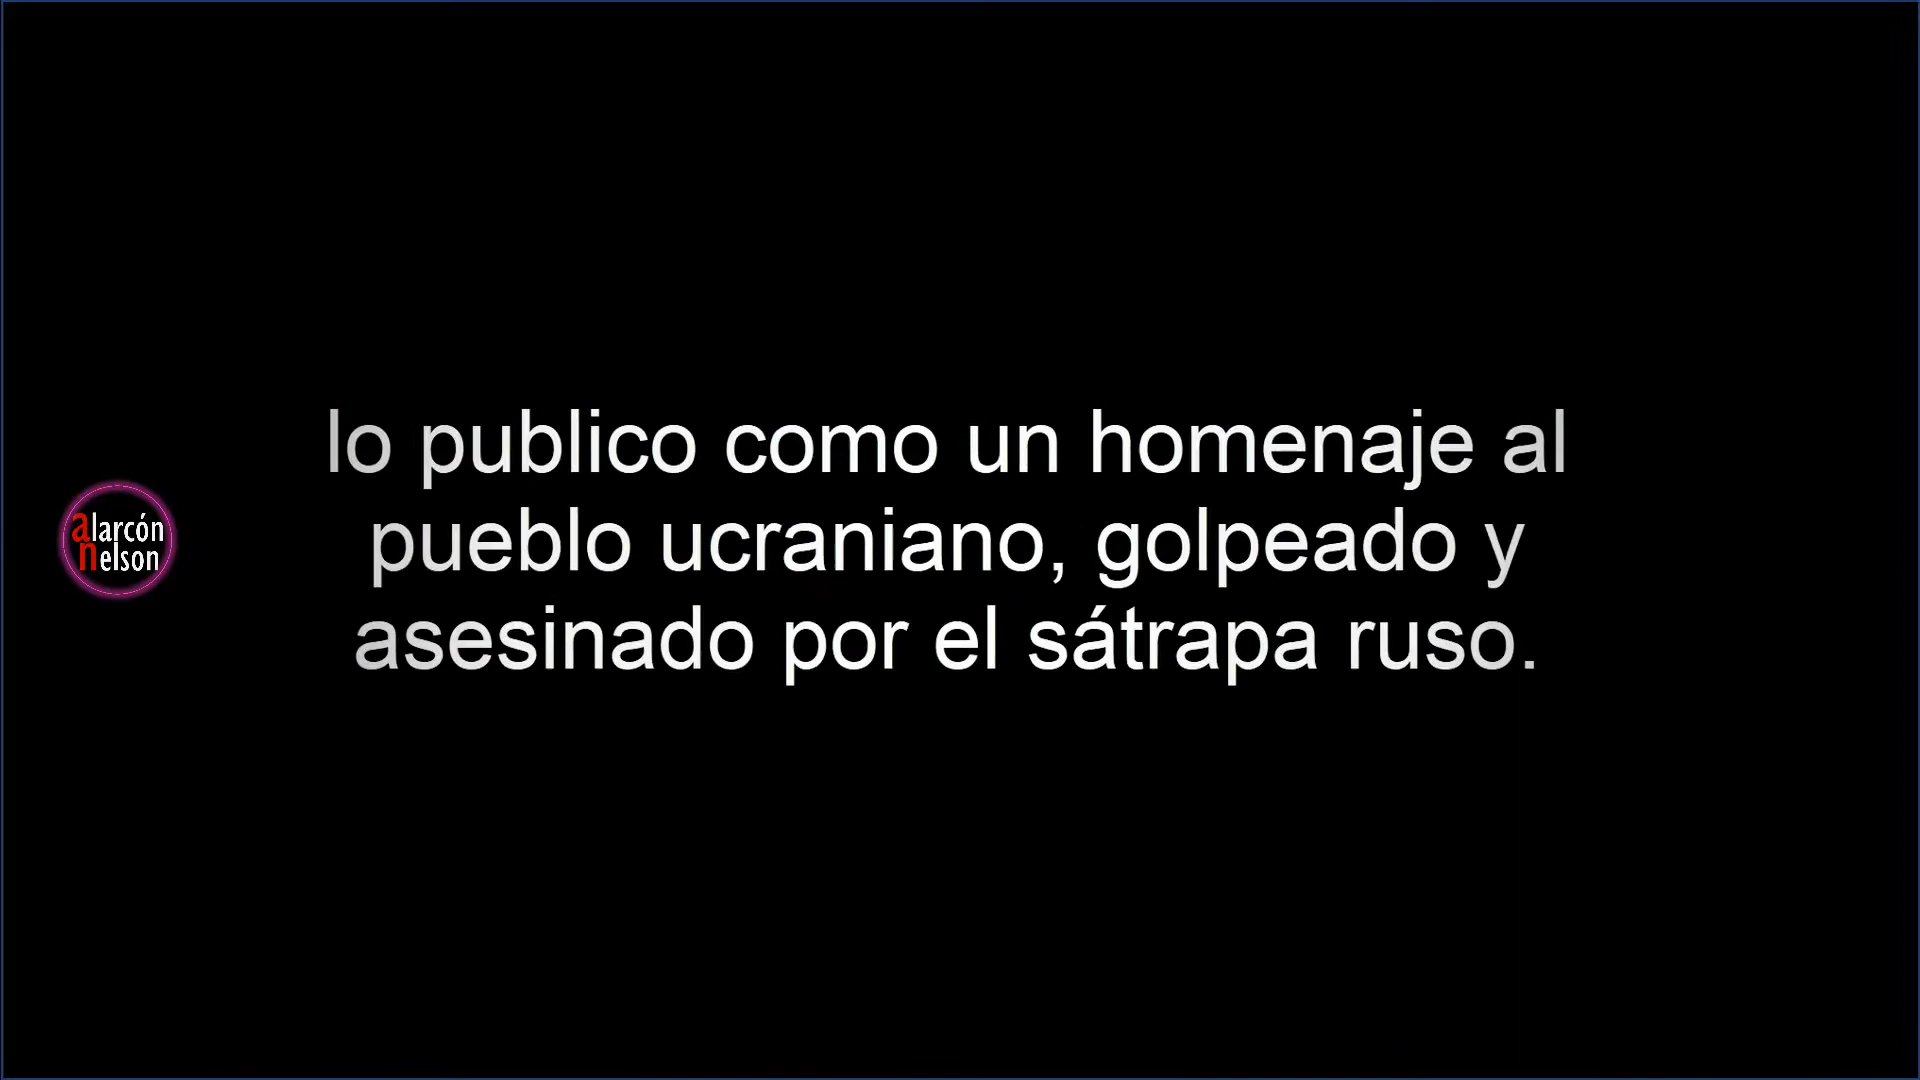 lo publico como un homenaje al
pueblo ucraniano, golpeado y
asesinado por el sátrapa ruso.
alarcón
nelson